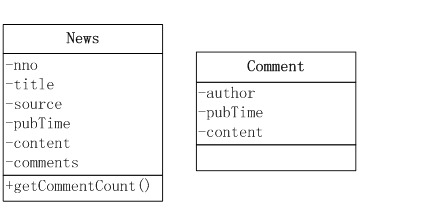 News
-nno
-title
-source
-pubTime
-content
-comments
+getCommentCount()
Comment
-author
-pubTime
-content